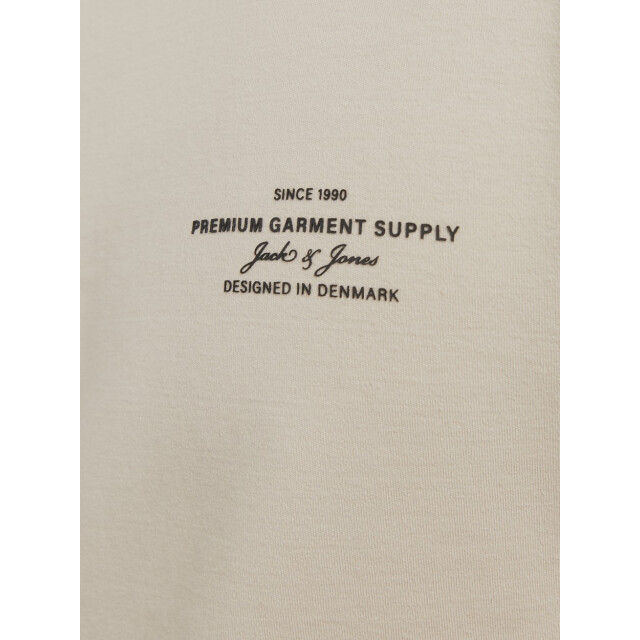 SINCE 1990
PREMIUM GARMENT SUPPLY
Jack & Jones
DESIGNED IN DENMARK